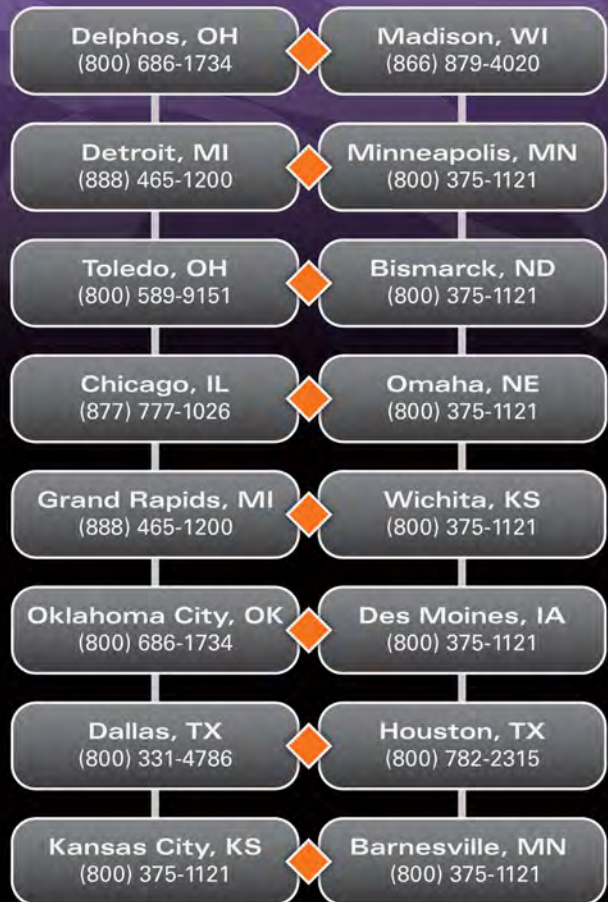 Delphos, OH
(800) 686-1734
Madison, WI
(866) 879-4020
Detroit, MI
(888) 465-1200
Minneapolis, MN
(800) 375-1121
Toledo, OH
(800) 589-9151
Bismarck, ND
(800) 375-1121
Chicago, IL
(877) 777-1026
Omaha, NE
(800) 375-1121
Grand Rapids, MI
(888) 465-1200
Wichita, KS
(800) 375-1121
Oklahoma City, OK
(800) 686-1734
Des Moines, IA
(800) 375-1121
Dallas, TX
(800) 331-4786
Houston, TX
(800) 782-2315
Kansas City, KS
(800) 375-1121
Barnesville, MN
(800) 375-1121